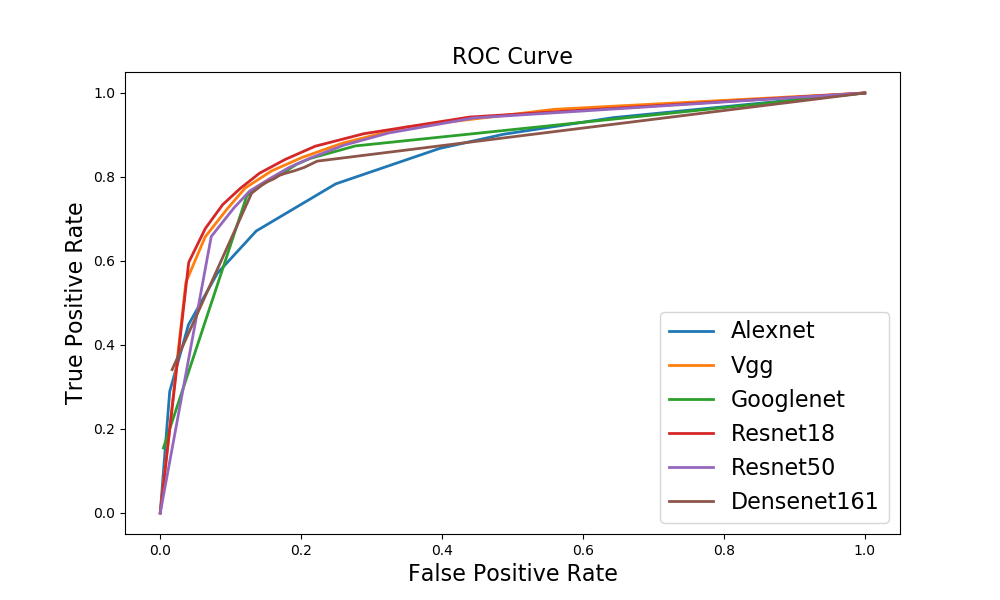 ROC Curve
True Positive Rate
1.0
0.8
0.6
0.4
0.2
0.0
Alexnet
Vgg
Googlenet
Resnet18
Resnet50
Densenet161
0.0 0.2 0.4 0.6 0.8 1.0
False Positive Rate